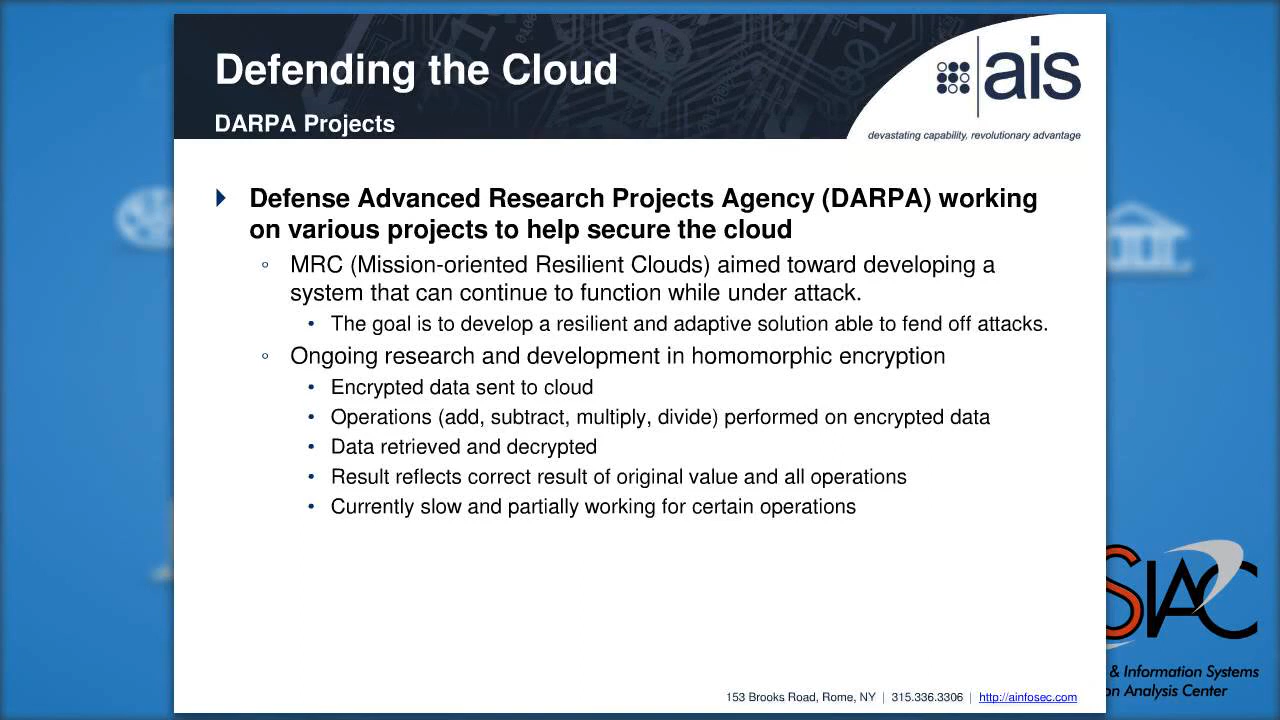 Defending the Cloud
DARPA Projects
ais
devastating capability, revolutionary advantage
Defense Advanced Research Projects Agency (DARPA) working
on various projects to help secure the cloud
MRC (Mission-oriented Resilient Clouds) aimed toward developing a
system that can continue to function while under attack.
• The goal is to develop a resilient and adaptive solution able to fend off attacks.
Ongoing research and development in homomorphic encryption
• Encrypted data sent to cloud
• Operations (add, subtract, multiply, divide) performed on encrypted data
• Data retrieved and decrypted
• Result reflects correct result of original value and all operations
• Currently slow and partially working for certain operations
SIAC
& Information Systems
on Analysis Center
153 Brooks Road, Rome, NY | 315.336.3306 | http://ainfosec.com